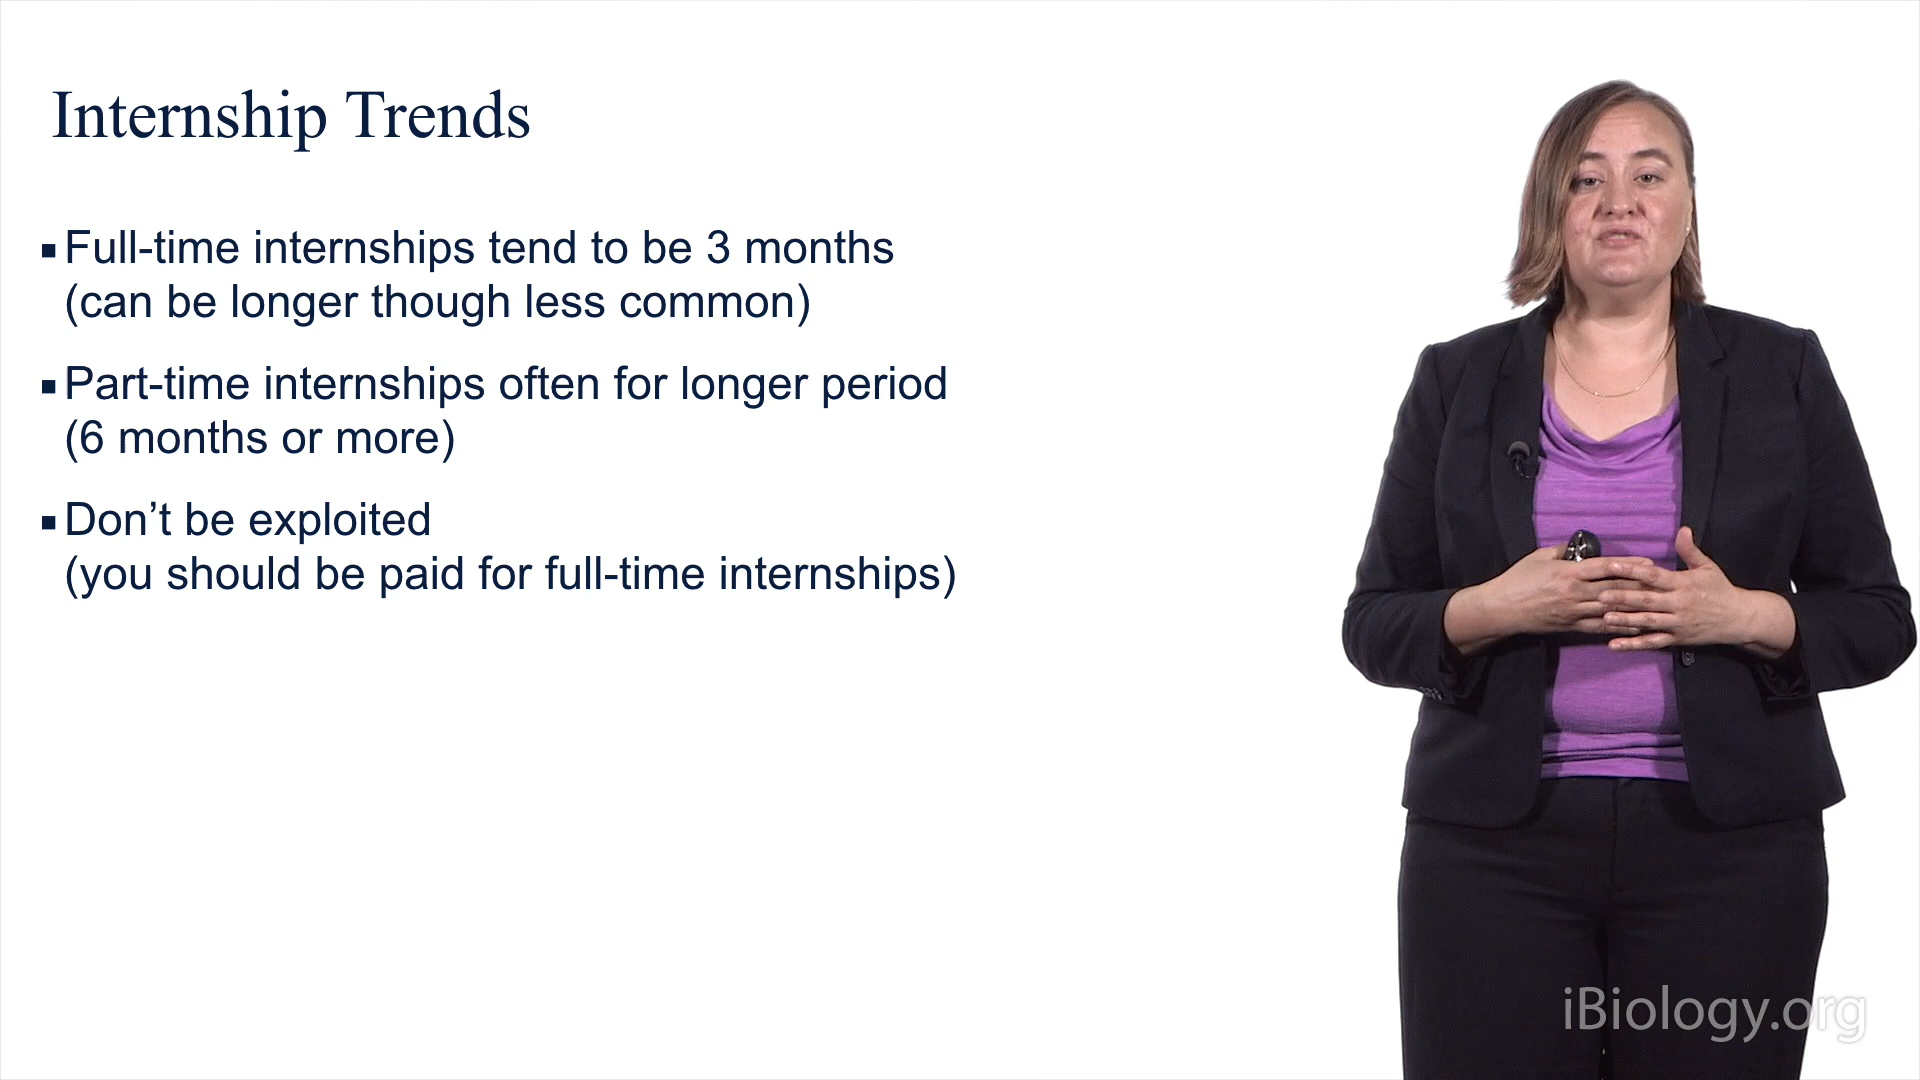 Internship Trends
▪Full-time internships tend to be 3 months
(can be longer though less common)
▪Part-time internships often for longer period
(6 months or more)
▪Don’t be exploited
(you should be paid for full-time internships)
iBiology.org